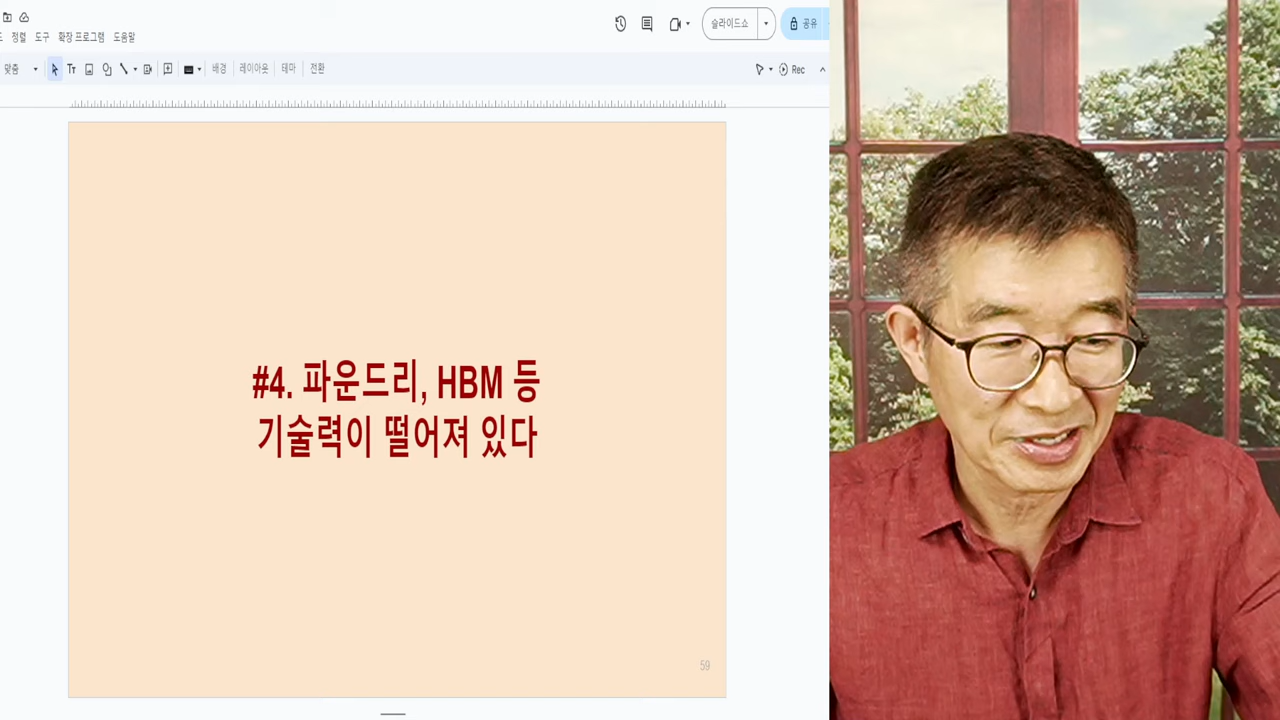 정렬 도구 확장 프로그램 도움말
슬라이드쇼
공유
맞춤
배경 레이아웃 테마 전환
Rec
#4. 파운드리, HBM 등
기술력이 떨어져 있다
59